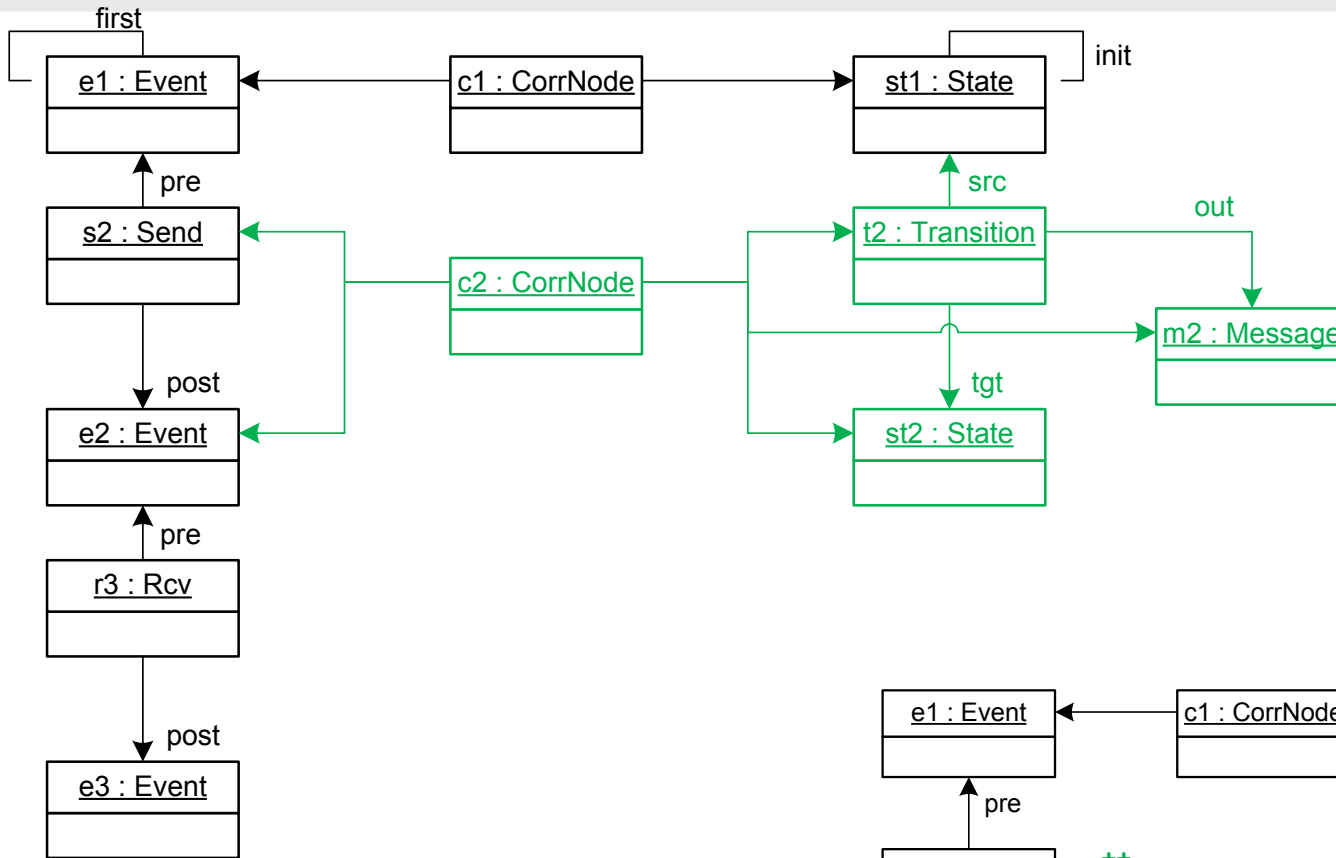 first
e1 : Event
c1 : CorrNode
st1 : State
init
pre
src
s2 : Send
t2 : Transition
out
c2 : CorrNode
m2 : Message
post
tgt
e2 : Event
st2 : State
pre
r3 : Rcv
e1 : Event
c1 : CorrNode
post
e3 : Event
pre
++